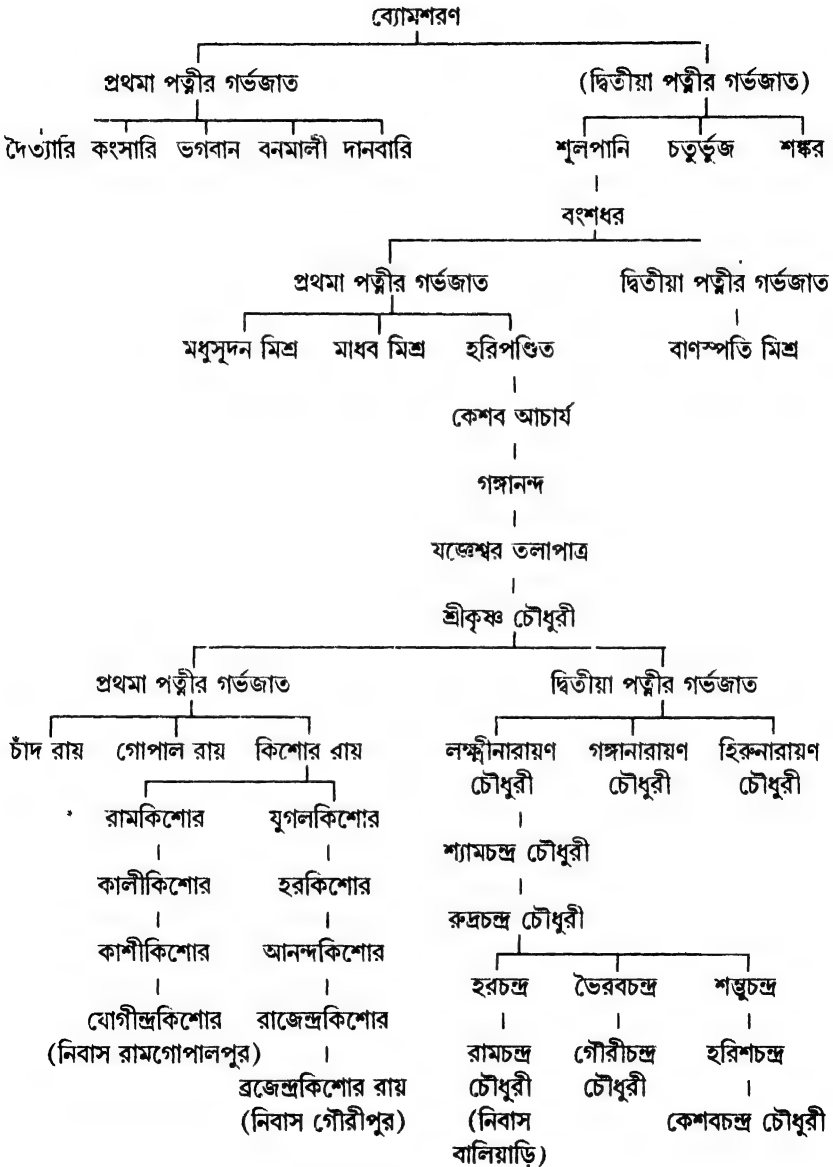 ব্যোমশরণ
প্রথমা পত্নীর গর্ভজাত (দ্বিতীয়া পত্নীর গর্ভজাত)
দৈত্যারি কংসারি ভগবান বনমালী দানবারি শূলপানি চতুর্ভুজ শঙ্কর
বংশধর
প্রথমা পত্নীর গর্ভজাত দ্বিতীয়া পত্নীর গর্ভজাত
মধুসূদন মিশ্র মাধব মিশ্র হরিপণ্ডিত বাণস্পতি মিশ্র
কেশব আচার্য
গঙ্গানন্দ
যজ্ঞেশ্বর তলাপাত্র
শ্রীকৃষ্ণ চৌধুরী
প্রথমা পত্নীর গর্ভজাত দ্বিতীয়া পত্নীর গর্ভজাত
চাঁদ রায় গোপাল রায় কিশোর রায় লক্ষ্মীনারায়ণ গঙ্গানারায়ণ হিরুনারায়ণ
চৌধুরী চৌধুরী চৌধুরী
রামকিশোর যুগলকিশোর
শ্যামচন্দ্র চৌধুরী
কালীকিশোর হরকিশোর
রুদ্রচন্দ্র চৌধুরী
কাশীকিশোর আনন্দকিশোর
হরচন্দ্র ভৈরবচন্দ্র শম্ভুচন্দ্র
যোগীন্দ্রকিশোর রাজেন্দ্রকিশোর
(নিবাস রামগোপালপুর) রামচন্দ্র গৌরীচন্দ্র হরিশচন্দ্র
ব্রজেন্দ্রকিশোর রায় চৌধুরী চৌধুরী
(নিবাস গৌরীপুর) (নিবাস কেশবচন্দ্র চৌধুরী
বালিয়াড়ি)